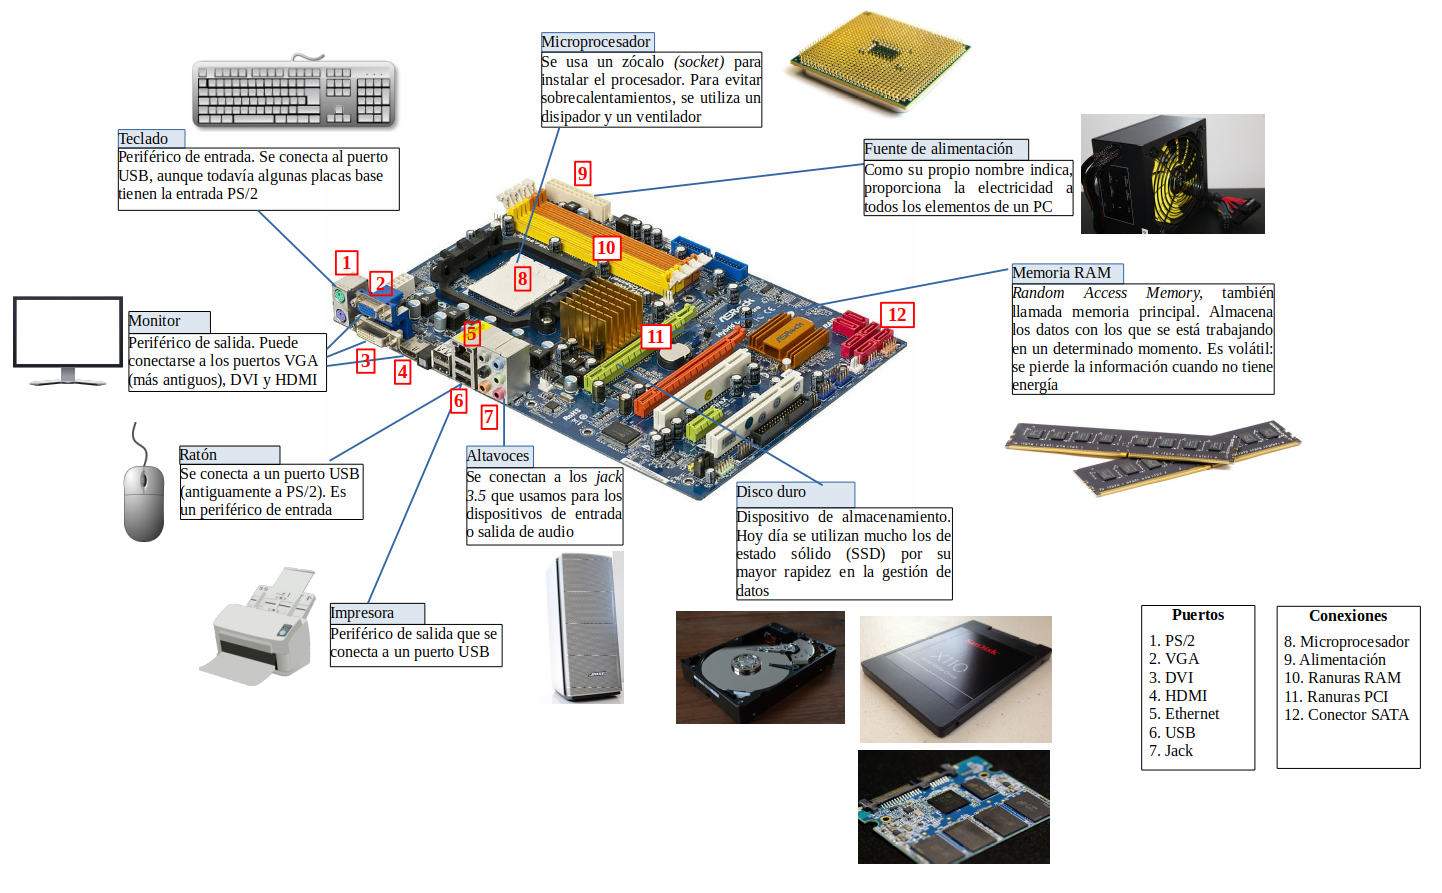 Microprocesador
Se usa un zócalo (socket) para
instalar el procesador. Para evitar
sobrecalentamientos, se utiliza un
disipador y un ventilador
Teclado
Periférico de entrada. Se conecta al puerto
USB, aunque todavía algunas placas base
tienen la entrada PS/2
Fuente de alimentación
Como su propio nombre indica,
proporciona la electricidad a
todos los elementos de un PC
9
10
1
2
8
Memoria RAM
Random Access Memory, también
llamada memoria principal. Almacena
los datos con los que se está trabajando
en un determinado momento. Es volátil:
se pierde la información cuando no tiene
energía
Monitor
Periférico de salida. Puede
conectarse a los puertos VGA
(más antiguos), DVI y HDMI
12
5
11
ASRock
ASRock
3
4
6
7
RoHS
Ratón
Se conecta a un puerto USB
(antiguamente a PS/2). Es
un periférico de entrada
Altavoces
Se conectan a los jack
3.5 que usamos para los
dispositivos de entrada
o salida de audio
Disco duro
Dispositivo de almacenamiento.
Hoy día se utilizan mucho los de
estado sólido (SSD) por su
mayor rapidez en la gestión de
datos
Impresora
Periférico de salida que se
conecta a un puerto USB
BOSE
SanDisk
X110
Puertos
1. PS/2
2. VGA
3. DVI
4. HDMI
5. Ethernet
6. USB
7. Jack
Conexiones
8. Microprocesador
9. Alimentación
10. Ranuras RAM
11. Ranuras PCI
12. Conector SATA